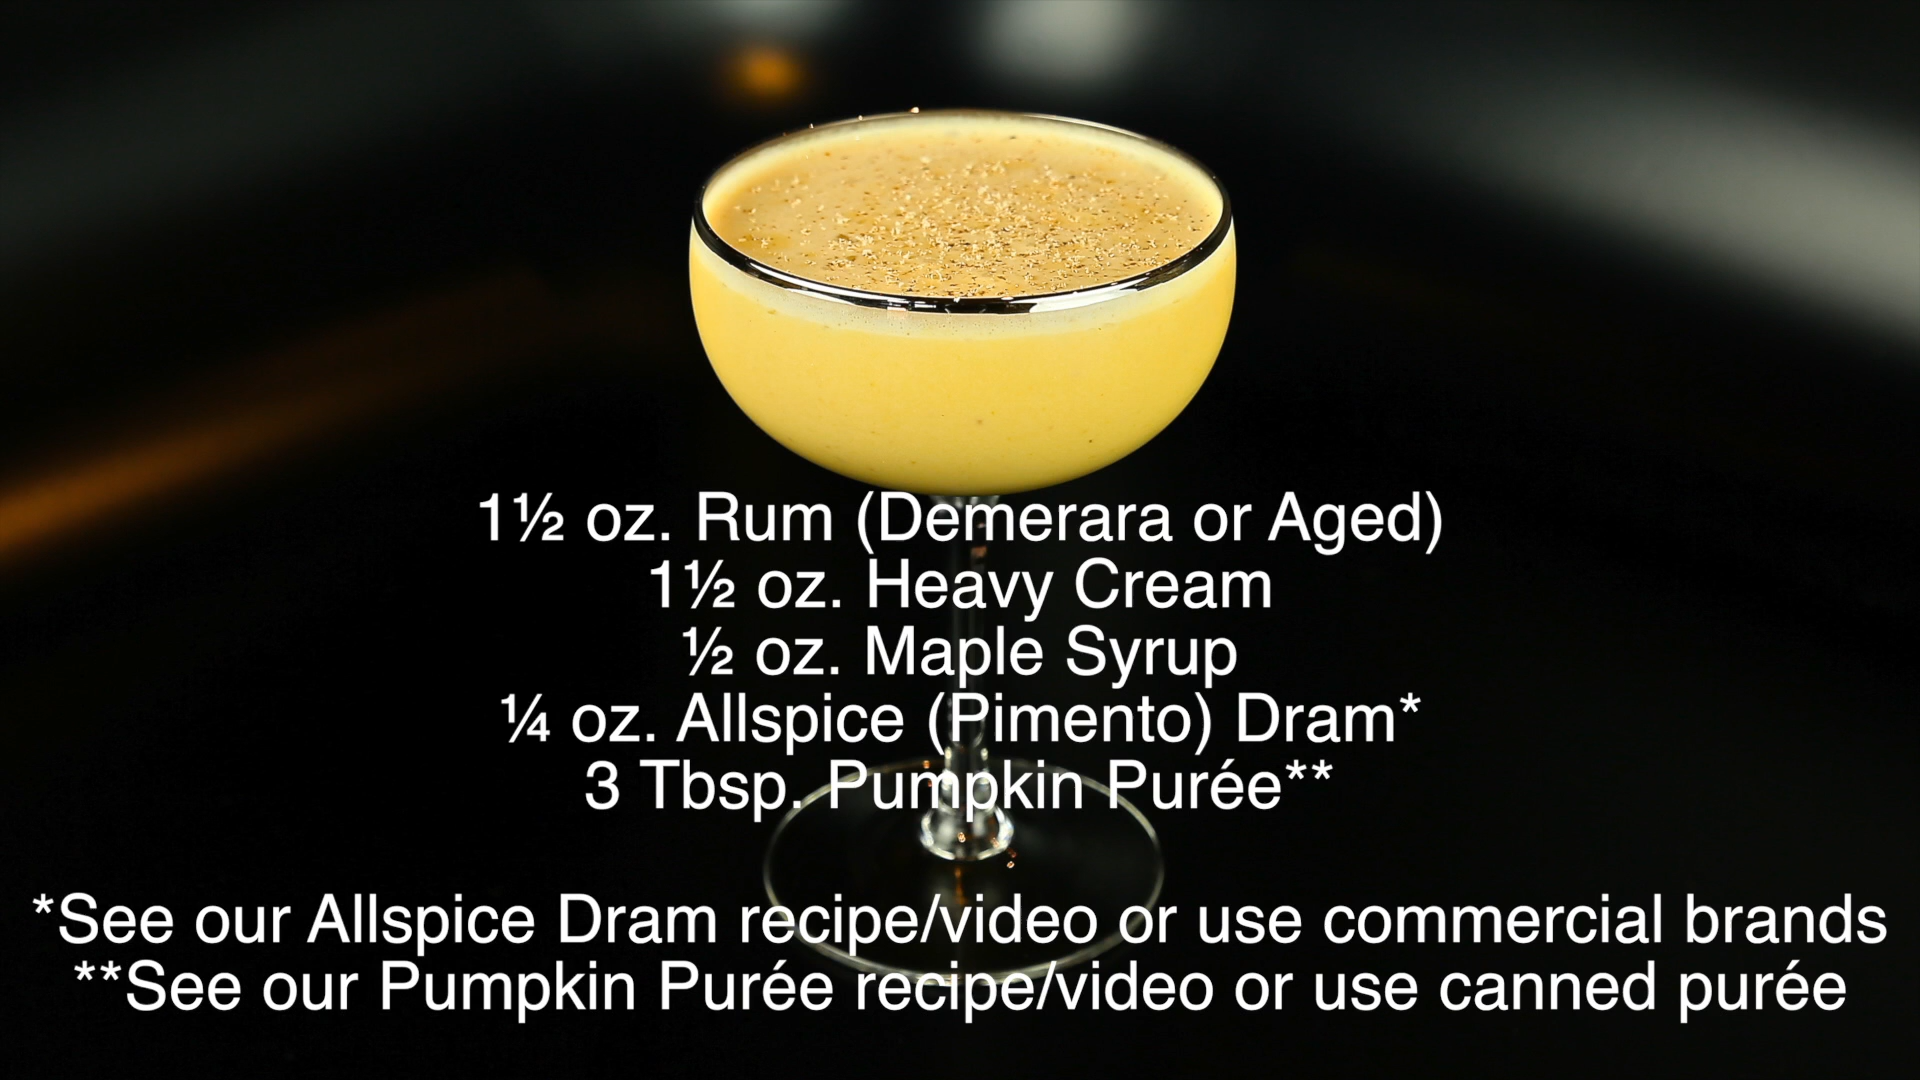 1½ oz. Rum (Demerara or Aged)
1½ oz. Heavy Cream
½ oz. Maple Syrup
¼ oz. Allspice (Pimento) Dram*
3 Tbsp. Pumpkin Purée**
*See our Allspice Dram recipe/video or use commercial brands
**See our Pumpkin Purée recipe/video or use canned purée